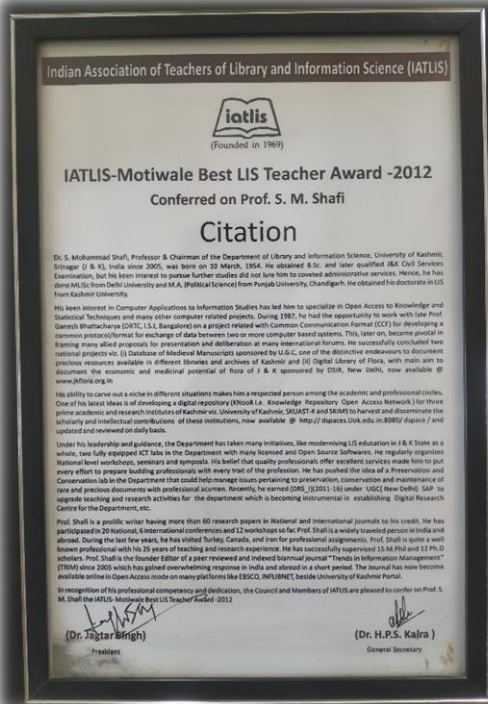 Indian Association of Teachers of Library and Information Science (IATLIS)
iatlis
(Founded in 1969)
IATLIS-Motiwale Best LIS Teacher Award -2012
Conferred on Prof. S. M. Shafi
Citation
Dr. S. Mohammad Shafi, Professor & Chairman of the Department of Library and Information Science, University of Kashmir,
Srinagar (J & K), India since 2005, was born on 10 March, 1954. He obtained B.Sc. and later qualified J&K Civil Services
Examination, but his keen interest to pursue further studies did not lure him to coveted administrative services. Hence, he has
done MLISc from Delhi University and M.A. (Political Science) from Punjab University, Chandigarh. He obtained his doctorate in LIS
from Kashmir University.
His keen interest in Computer Applications to Information Studies has led him to specialize in Open Access to Knowledge and
Statistical Techniques and many other computer related projects. During 1987, he had the opportunity to work with late Prof.
Ganesh Bhattacharya (DRTC, I.S.I, Bangalore) on a project related with Common Communication Format (CCF) for developing a
common protocol/format for exchange of data between two or more computer based systems. This, later on, became pivotal in
framing many allied proposals for presentation and deliberation at many international forums. He successfully concluded two
national projects viz. (i) Database of Medieval Manuscripts sponsored by U.G.C, one of the distinctive endeavours to document
precious resources available in different libraries and archives of Kashmir and (ii) Digital Library of Flora, with main aim to
document the economic and medicinal potential of flora of J & K sponsored by DSIR, New Delhi, now available @
www.jkflora.org.in
His ability to carve out a niche in different situations makes him a respected person among the academic and professional circles.
One of his latest ideas is of developing a digital repository (KNooR i.e. Knowledge Repository Open Access Network) for three
prime academic and research institutes of Kashmir viz. University of Kashmir, SKUAST-K and SKIMS to harvest and disseminate the
scholarly and intellectual contributions of these institutions, now available @ http://dspaces.Uok.edu.in:8080/ dspace / and
updated and reviewed on daily basis.
Under his leadership and guidance, the Department has taken many initiatives, like modernising LIS education in J & K State as a
whole, two fully equipped ICT labs in the Department with many licensed and Open Source Softwares. He regularly organizes
National level workshops, seminars and symposia. His belief that quality professionals offer excellent services made him to put
every effort to prepare budding professionals with every trait of the profession. He has pushed the idea of a Preservation and
Conservation lab in the Department that could help manage issues pertaining to preservation, conservation and maintenance of
rare and precious documents with professional acumen. Recently, he earned (DRS_I)(2011-16) under UGC( New Delhi) SAP to
upgrade teaching and research activities for the department which is becoming instrumental in establishing Digital Research
Centre for the Department, etc.
Prof. Shafi is a prolific writer having more than 60 research papers in National and International journals to his credit. He has
participated in 20 National, 6 International conferences and 12 workshops so far. Prof. Shafi is a widely traveled person in India and
abroad. During the last few years, he has visited Turkey, Canada, and Iran for professional assignments. Prof. Shafi is quite a well
known professional with his 25 years of teaching and research experience. He has successfully supervised 15 M.Phil and 12 Ph.D
scholars. Prof. Shafi is the founder Editor of a peer reviewed and indexed biannual journal "Trends in Information Management"
(TRIM) since 2005 which has gained overwhelming response in India and abroad in a short period. The Journal has now become
available online in Open Access mode on many platforms like EBSCO, INFLIBNET, beside University of Kashmir Portal.
In recognition of his professional competency and dedication, the Council and Members of IATLIS are pleased to confer on Prof. S.
M. Shafi the IATLIS- Motiwale Best LIS Teacher Award -2012
(Dr. Jagtar Singh)
President
(Dr. H.P.S. Kalra )
General Secretary